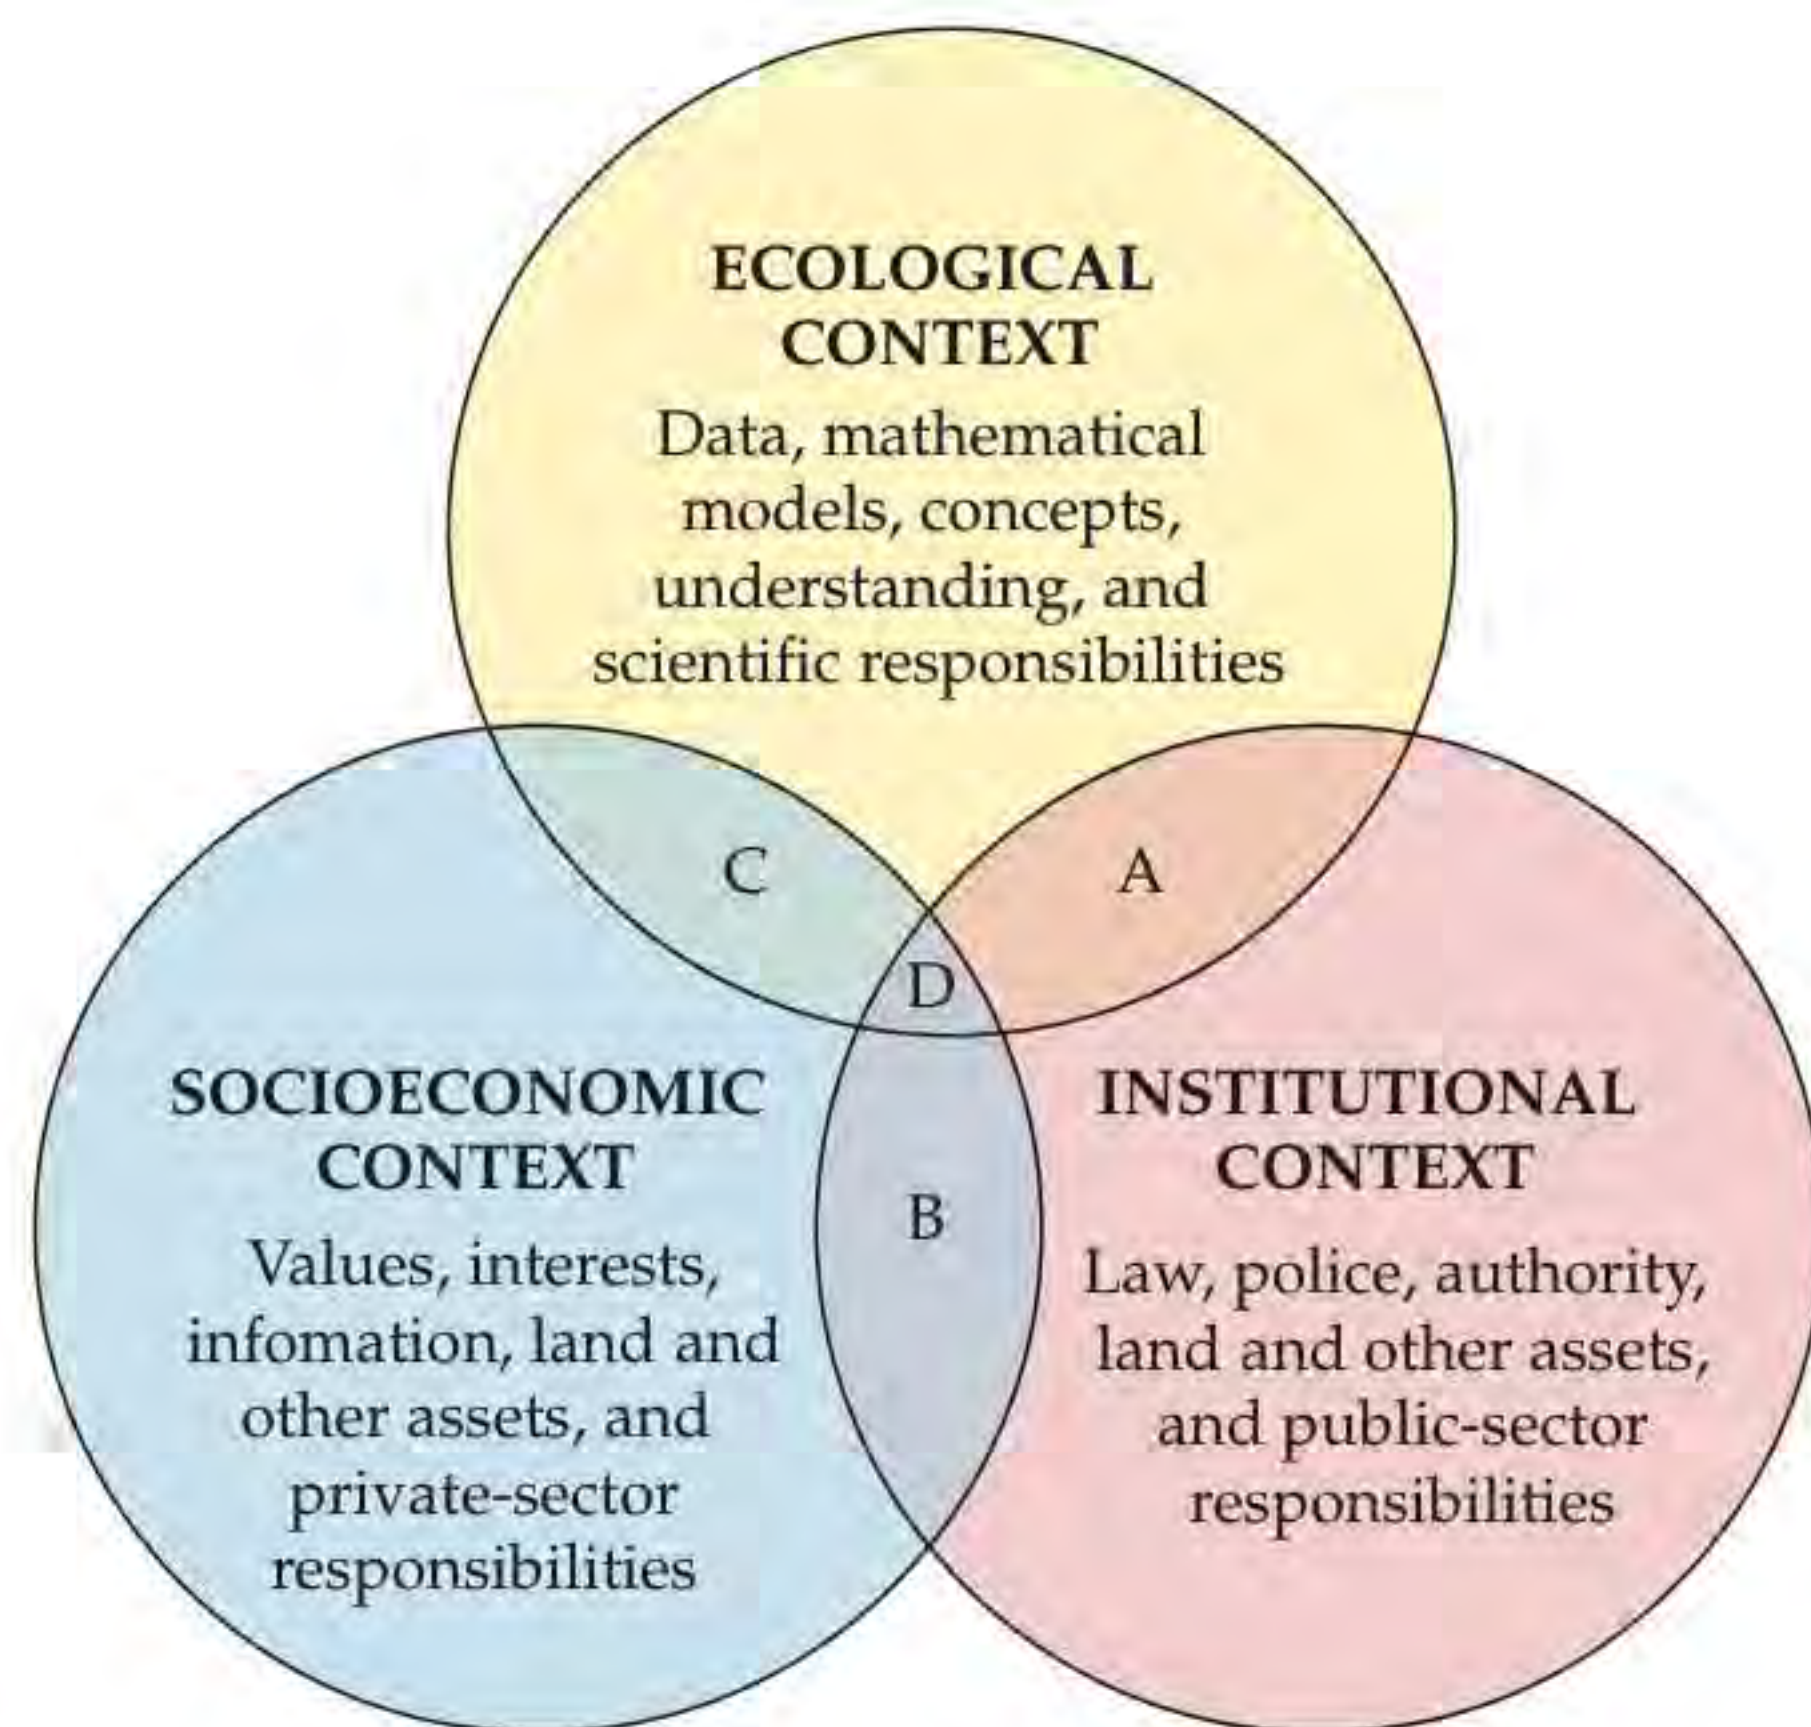 ECOLOGICAL
CONTEXT
Data, mathematical
models, concepts,
understanding, and
scientific responsibilities
C
A
D
SOCIOECONOMIC
CONTEXT
Values, interests,
infomation, land and
other assets, and
private-sector
responsibilities
B
INSTITUTIONAL
CONTEXT
Law, police, authority,
land and other assets,
and public-sector
responsibilities